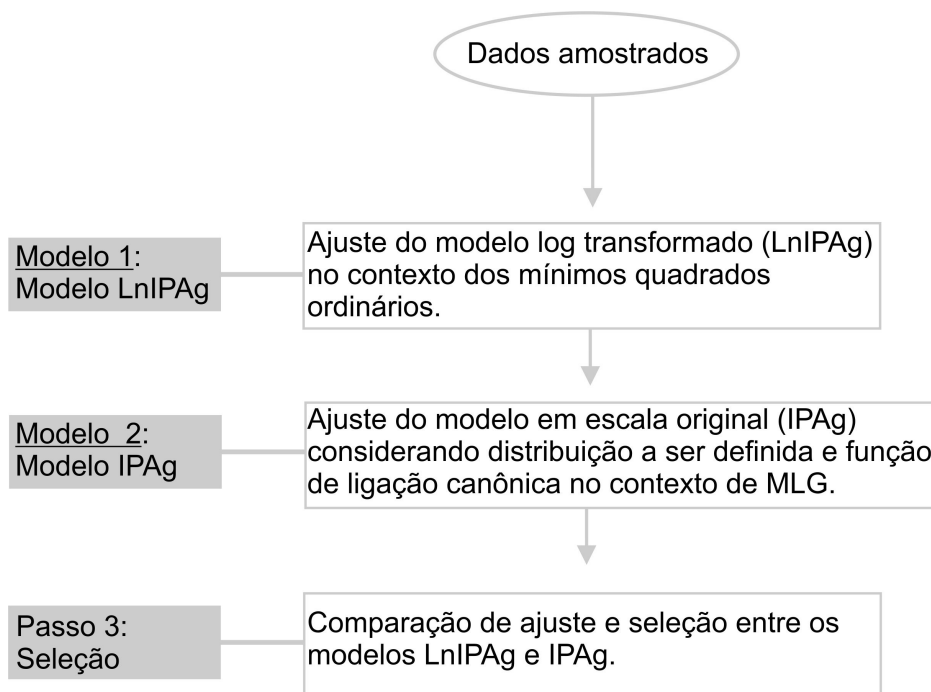 Dados amostrados
Modelo 1:
Modelo LnIPAg
Ajuste do modelo log transformado (LnIPAg)
no contexto dos mínimos quadrados
ordinários.
Modelo  2:
Modelo IPAg
Ajuste do modelo em escala original (IPAg)
considerando distribuição a ser definida e função
de ligação canônica no contexto de MLG.
Passo 3:
Seleção
Comparação de ajuste e seleção entre os
modelos LnIPAg e IPAg.